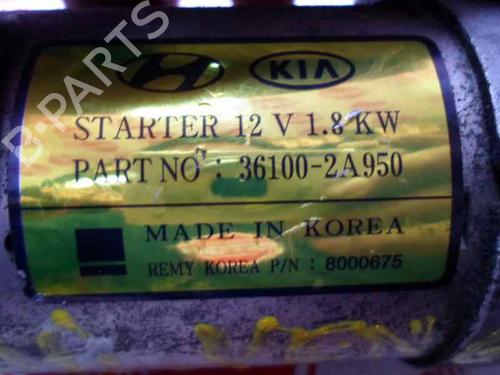 B-PARTS
KIA
STARTER 12 V 1.8 KW
PART NO : 36100-2A950
MADE IN KOREA
REMY KOREA P/N : 8000675